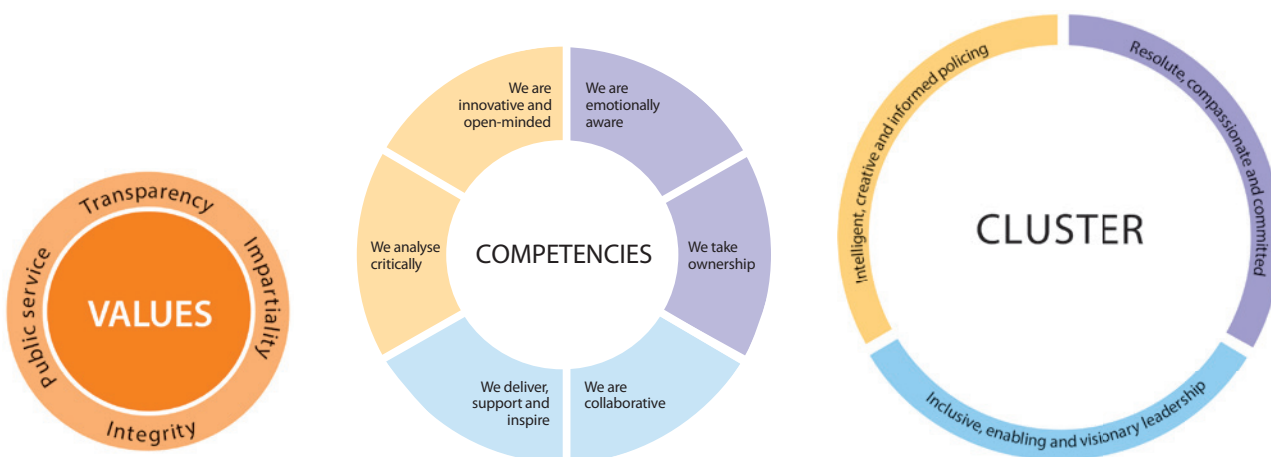 Transparency
Impartiality
Public service
Integrity
VALUES
We are
innovative and
open-minded
We are
emotionally
aware
We analyse
critically
COMPETENCIES
We take
ownership
We deliver,
support and
inspire
We are
collaborative
Intelligent, creative and informed policing
Resolute, compassionate and committed
CLUSTER
Inclusive, enabling and visionary leadership